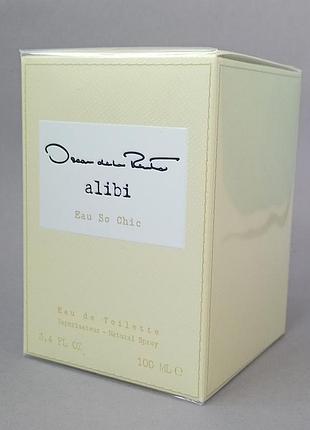 Oscar de la Renta
alibi
Eau So Chic
Eau de Toilette
Vaporisateur - Natural Spray
3.4 FL OZ. 100 ML ℮